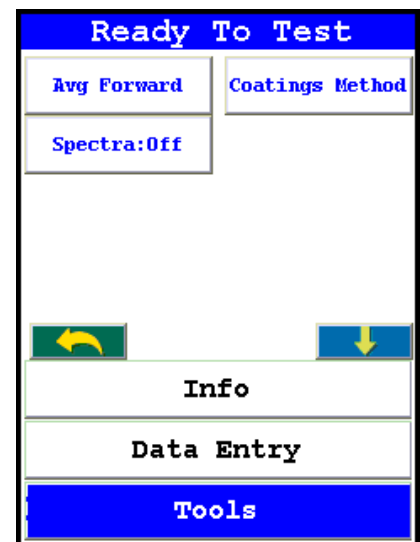 Ready To Test
Avg Forward
Coatings Method
Spectra:Off
Info
Data Entry
Tools